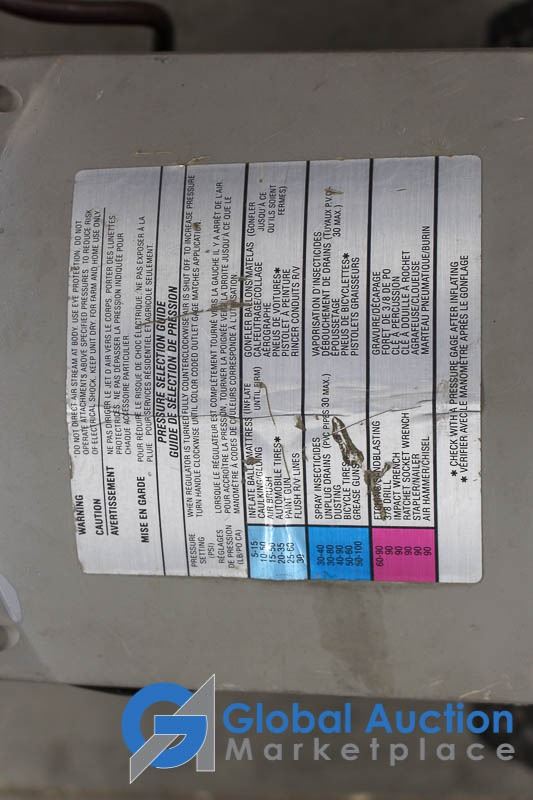 WARNING
DO NOT DIRECT AIR STREAM AT BODY. USE EYE PROTECTION. DO NOT
OPERATE ATTACHMENTS ABOVE SPECIFIED PRESSURES. TO REDUCE RISK
CAUTION
OF ELECTRICAL SHOCK. KEEP UNIT DRY. FOR FARM AND HOME USE ONLY.
AVERTISSEMENT
NE PAS DIRIGER LE JET D AIR VERS LE CORPS. PORTER DES LUNETTES
PROTECTRICES. NE PAS DEPASSER LA PRESSION INDIQUÉE POUR
CHAQUE ACCESSOIRE PARTICULIER
MISE EN GARDE
POUR RÉDUIRE LE RISQUE DE CHOC ELECTRIQUE. NE PAS EXPOSER A LA
PLUIE. POUR SERVICES RÉSIDENTIEL ET AGRICOLE SEULEMENT
PRESSURE SELECTION GUIDE
GUIDE DE SÉLECTION DE PRESSION
WHEN REGULATOR IS TURNED FULLY COUNTERCLOCKWISE AIR IS SHUT OFF TO INCREASE PRESSURE
TURN HANDLE CLOCKWISE UNTIL COLOR CODED OUTLET GAGE MATCHES APPLICATION
LORSQUE LE RÉGULATEUR EST COMPLÈTEMENT TOURNÉ VERS LA GAUCHE IL Y A ARRÊT DE L'AIR.
POUR ACCROITRE LA PRESSION, TOURNER LA POIGNÉE A DROITE JUSQU'À CE QUE LE
MANOMÈTRE À CODES DE COULEURS CORRESPONDE À L'UTILISATION
PRESSURE
SETTING
(PSI)
RÉGLAGES
DE PRESSION
(LB/PO CA)
5-15 INFLATE BALLS/MATTRESS (INFLATE UNTIL FIRM) GONFLER BALLONS/MATELAS (GONFLER JUSQU'À CE QU'ILS SOIENT FERMES)
10-50 CAULKING/GLUING CALFEUTRAGE/COLLAGE
15-50 AIR BRUSH AÉROGRAPHE
20-35 AUTOMOBILE TIRES* PNEUS DE VOITURES*
25-60 PAINT GUN PISTOLET À PEINTURE
30 FLUSH R/V LINES RINCER CONDUITS R/V
30-40 SPRAY INSECTICIDES VAPORISATION D'INSECTICIDES
30-80 UNPLUG DRAINS (PVC PIPES 30 MAX.) DÉBOUCHEMENT DE DRAINS (TUYAUX P.V.C. 30 MAX.)
40-90 DUSTING ÉPOUSSETAGE
50-60 BICYCLE TIRES PNEUS DE BICYCLETTES*
50-100 GREASE GUNS PISTOLETS GRAISSEURS
60-90 ETCHING/SANDBLASTING GRAVURE/DÉCAPAGE
90 3/8 DRILL FORET DE 3/8 DE PO
90 IMPACT WRENCH CLÉ À PERCUSSION
90 RATCHET SOCKET WRENCH CLÉ À DOUILLE À ROCHET
90 STAPLER/NAILER AGRAFEUSE/CLOUEUSE
90 AIR HAMMER/CHISEL MARTEAU PNEUMATIQUE/BURIN
* CHECK WITH A PRESSURE GAGE AFTER INFLATING
* VÉRIFIER AVEC LE MANOMÈTRE APRÈS LE GONFLAGE
Global Auction
Marketplace